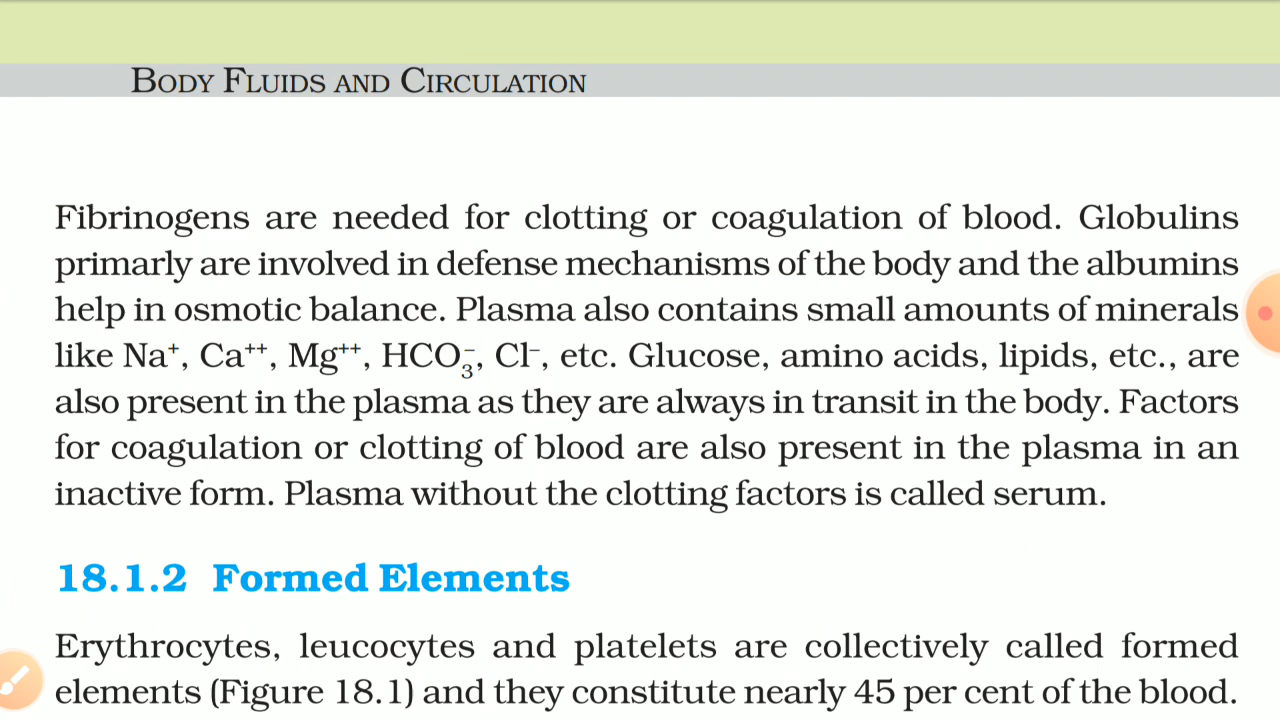 BODY FLUIDS AND CIRCULATION
Fibrinogens are needed for clotting or coagulation of blood. Globulins
primarly are involved in defense mechanisms of the body and the albumins
help in osmotic balance. Plasma also contains small amounts of minerals
like Na⁺, Ca⁺⁺, Mg⁺⁺, HCO₃⁻, Cl⁻, etc. Glucose, amino acids, lipids, etc., are
also present in the plasma as they are always in transit in the body. Factors
for coagulation or clotting of blood are also present in the plasma in an
inactive form. Plasma without the clotting factors is called serum.
18.1.2 Formed Elements
Erythrocytes, leucocytes and platelets are collectively called formed
elements (Figure 18.1) and they constitute nearly 45 per cent of the blood.